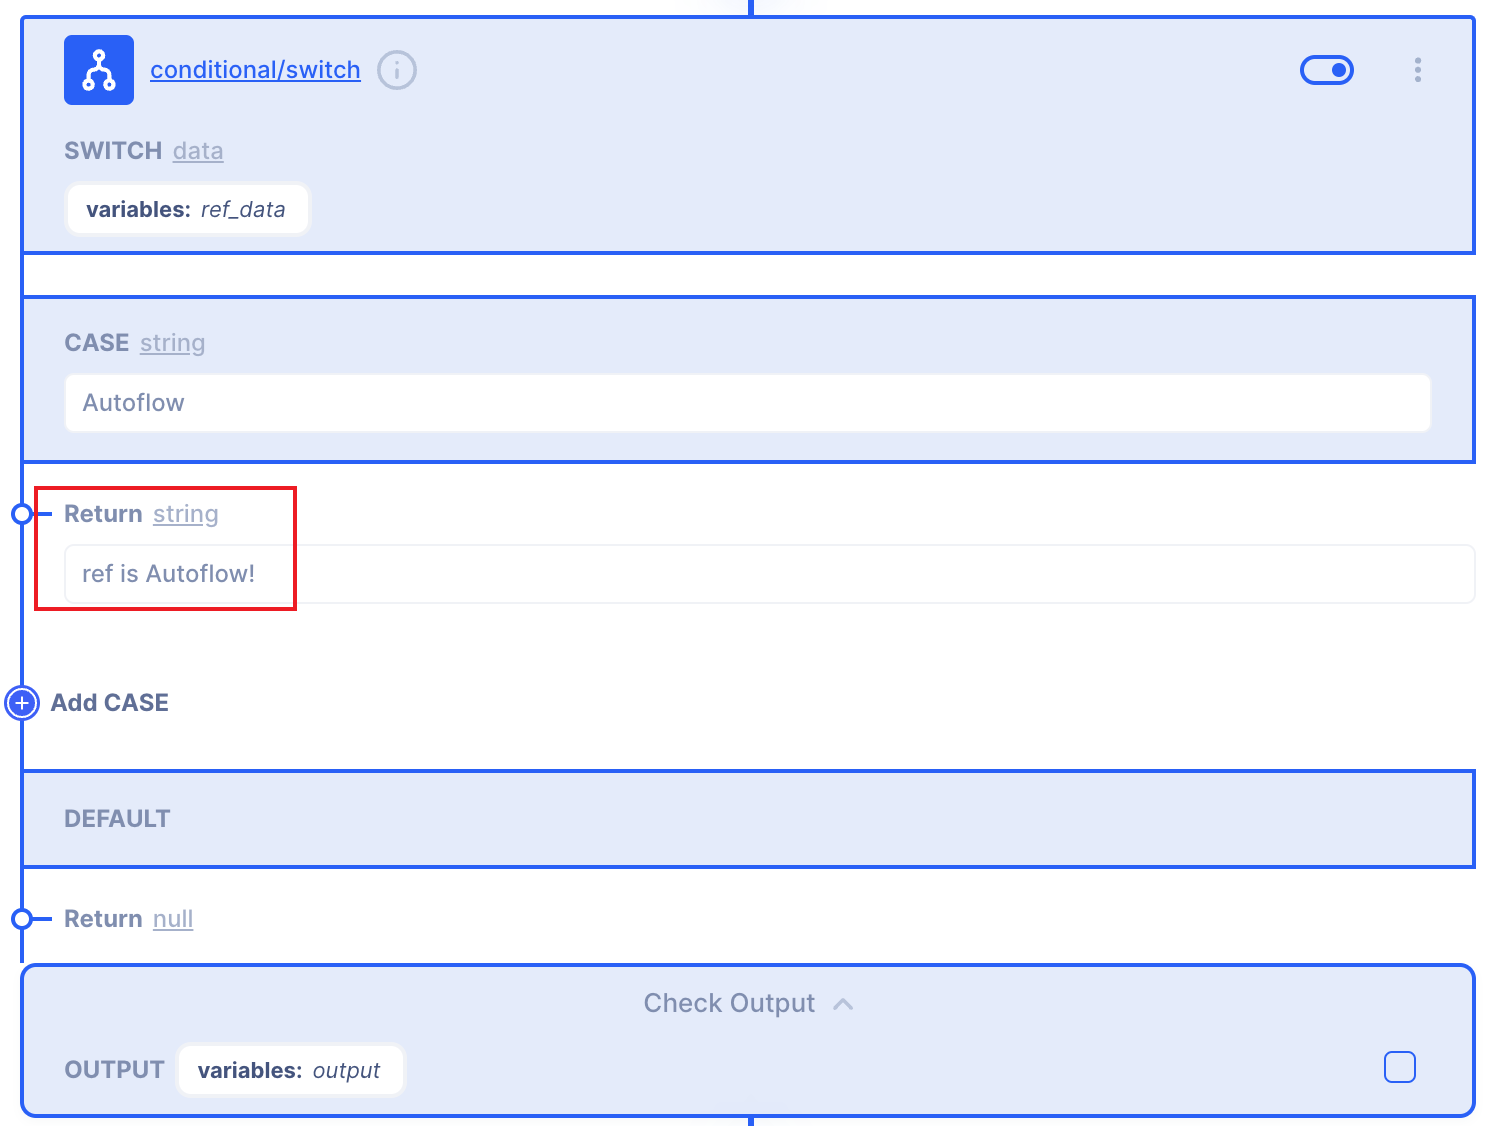 conditional/switch
SWITCH data
variables: ref_data
CASE string
Autoflow
Return string
ref is Autoflow!
Add CASE
DEFAULT
Return null
Check Output
OUTPUT variables: output